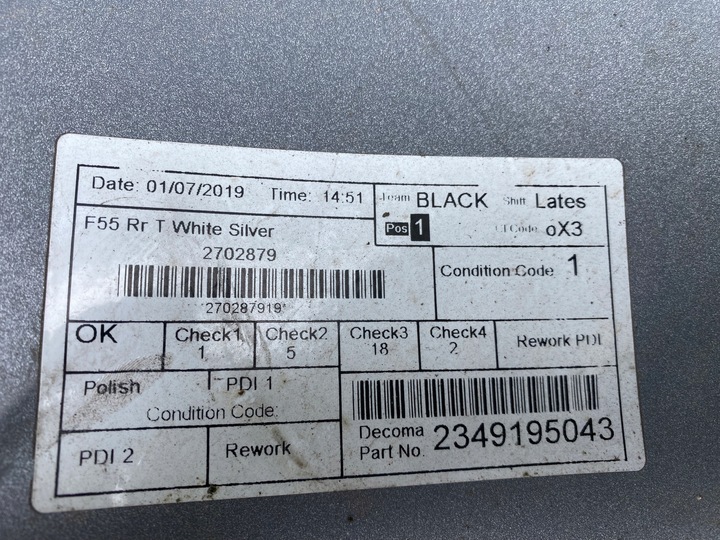 Date: 01/07/2019 Time: 14:51 Team BLACK Shift Lates
F55 Rr T White Silver Pos 1 Code oX3
2702879
Condition Code 1
270287919*
OK Check1 Check2 Check3 Check4 Rework PDI
1 5 18 2
Polish PDI 1
Condition Code:
Decoma
Part No. 2349195043
PDI 2 Rework